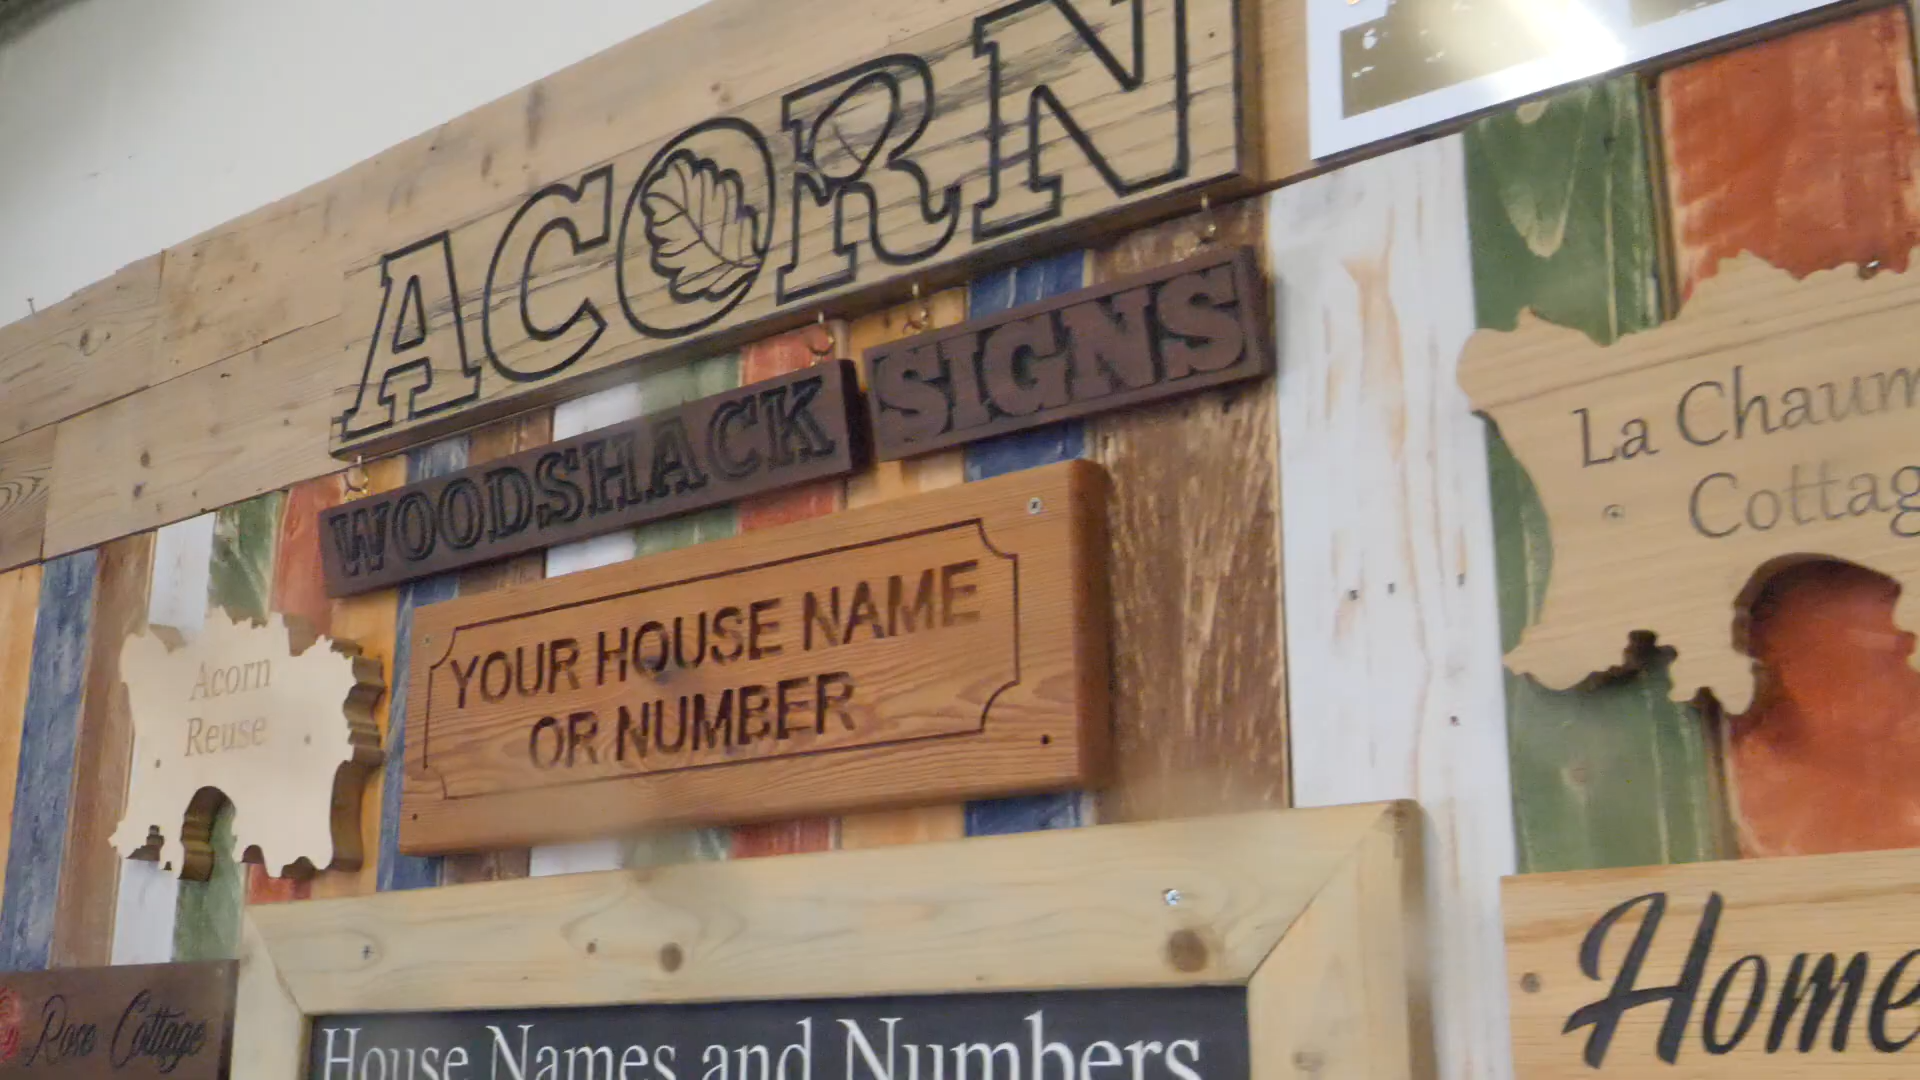 ACORN
WOODSHACK SIGNS
YOUR HOUSE NAME
OR NUMBER
Acorn
Reuse
La Chaum
Cottag
Rose Cottage
House Names and Numbers
Home